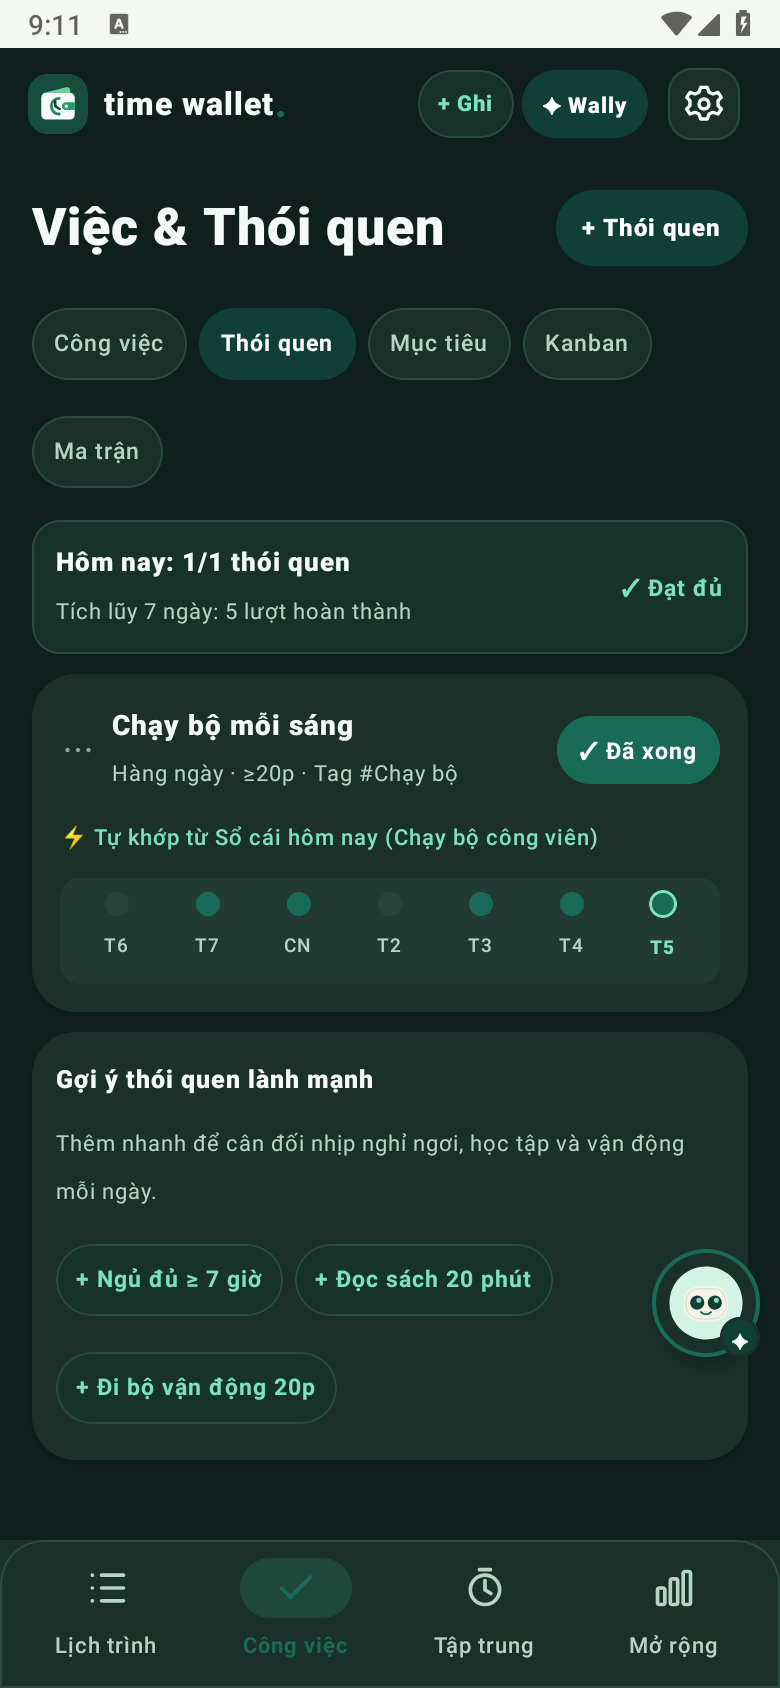 9:11
A
time wallet.
+ Ghi
✦ Wally
Việc & Thói quen
+ Thói quen
Công việc
Thói quen
Mục tiêu
Kanban
Ma trận
Hôm nay: 1/1 thói quen
Tích lũy 7 ngày: 5 lượt hoàn thành
✓ Đạt đủ
...
Chạy bộ mỗi sáng
Hàng ngày · ≥20p · Tag #Chạy bộ
✓ Đã xong
⚡ Tự khớp từ Sổ cái hôm nay (Chạy bộ công viên)
T6 T7 CN T2 T3 T4 T5
Gợi ý thói quen lành mạnh
Thêm nhanh để cân đối nhịp nghỉ ngơi, học tập và vận động
mỗi ngày.
+ Ngủ đủ ≥ 7 giờ
+ Đọc sách 20 phút
+ Đi bộ vận động 20p
Lịch trình
Công việc
Tập trung
Mở rộng